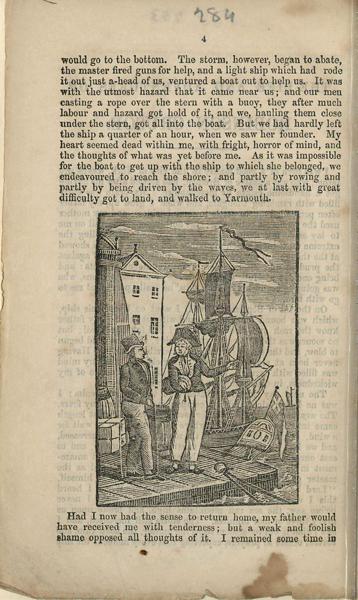 284
4
would go to the bottom. The storm, however, began to abate,
the master fired guns for help, and a light ship which had rode
it out just a-head of us, ventured a boat out to help us. It was
with the utmost hazard that it came near us; and our men
casting a rope over the stern with a buoy, they after much
labour and hazard got hold of it, and we, hauling them close
under the stern, got all into the boat. But we had hardly left
the ship a quarter of an hour, when we saw her founder. My
heart seemed dead within me, with fright, horror of mind, and
the thoughts of what was yet before me. As it was impossible
for the boat to get up with the ship to which she belonged, we
endeavoured to reach the shore; and partly by rowing and
partly by being driven by the waves, we at last with great
difficulty got to land, and walked to Yarmouth.
Had I now had the sense to return home, my father would
have received me with tenderness; but a weak and foolish
shame opposed all thoughts of it. I remained some time in